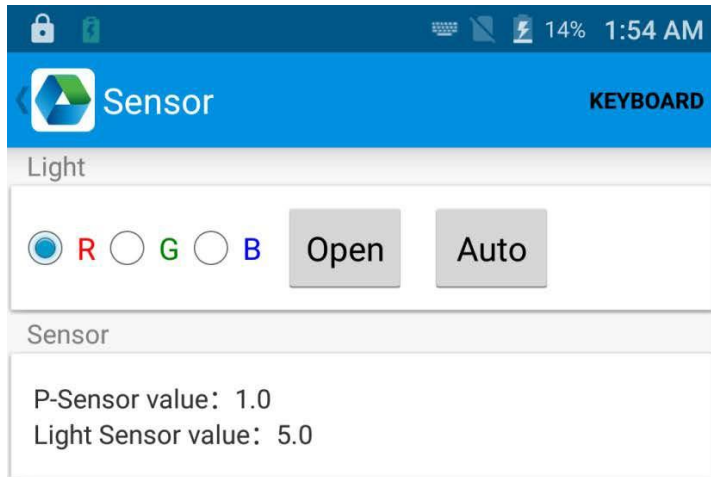 14% 1:54 AM
Sensor KEYBOARD
Light
R G B Open Auto
Sensor
P-Sensor value：1.0
Light Sensor value：5.0